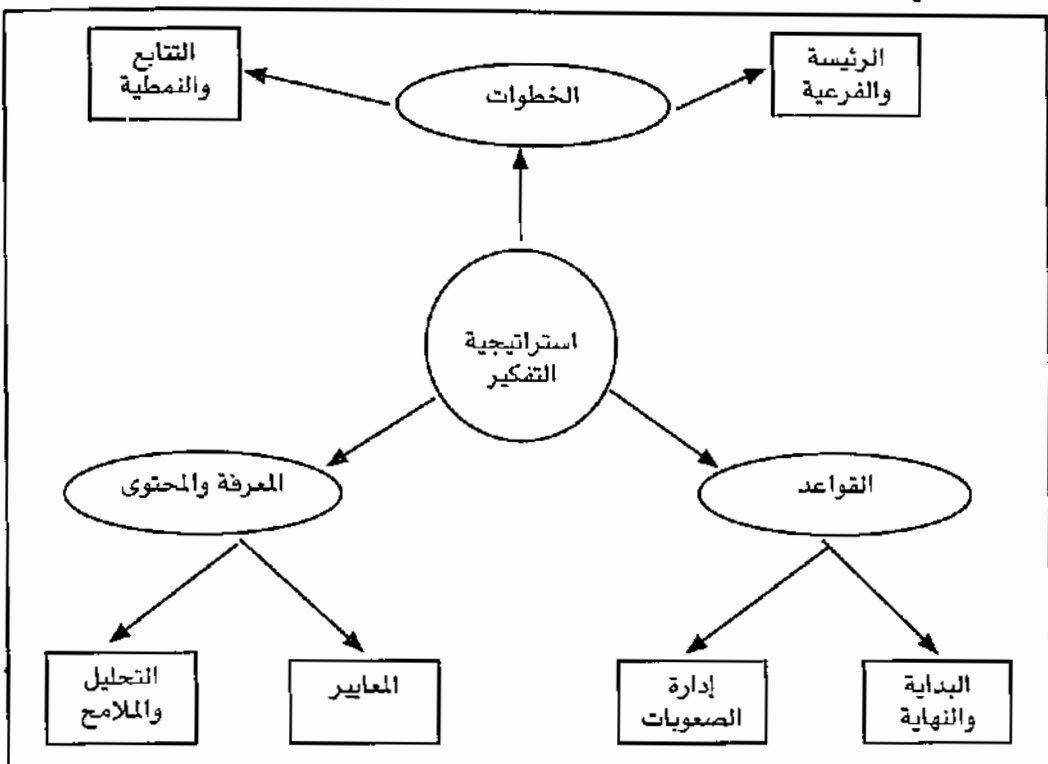 الرئيسة
والفرعية
الخطوات
التتابع
والنمطية
استراتيجية
التفكير
القواعد
المعرفة والمحتوى
البداية
والنهاية
إدارة
الصعوبات
المعايير
التحليل
والملامح